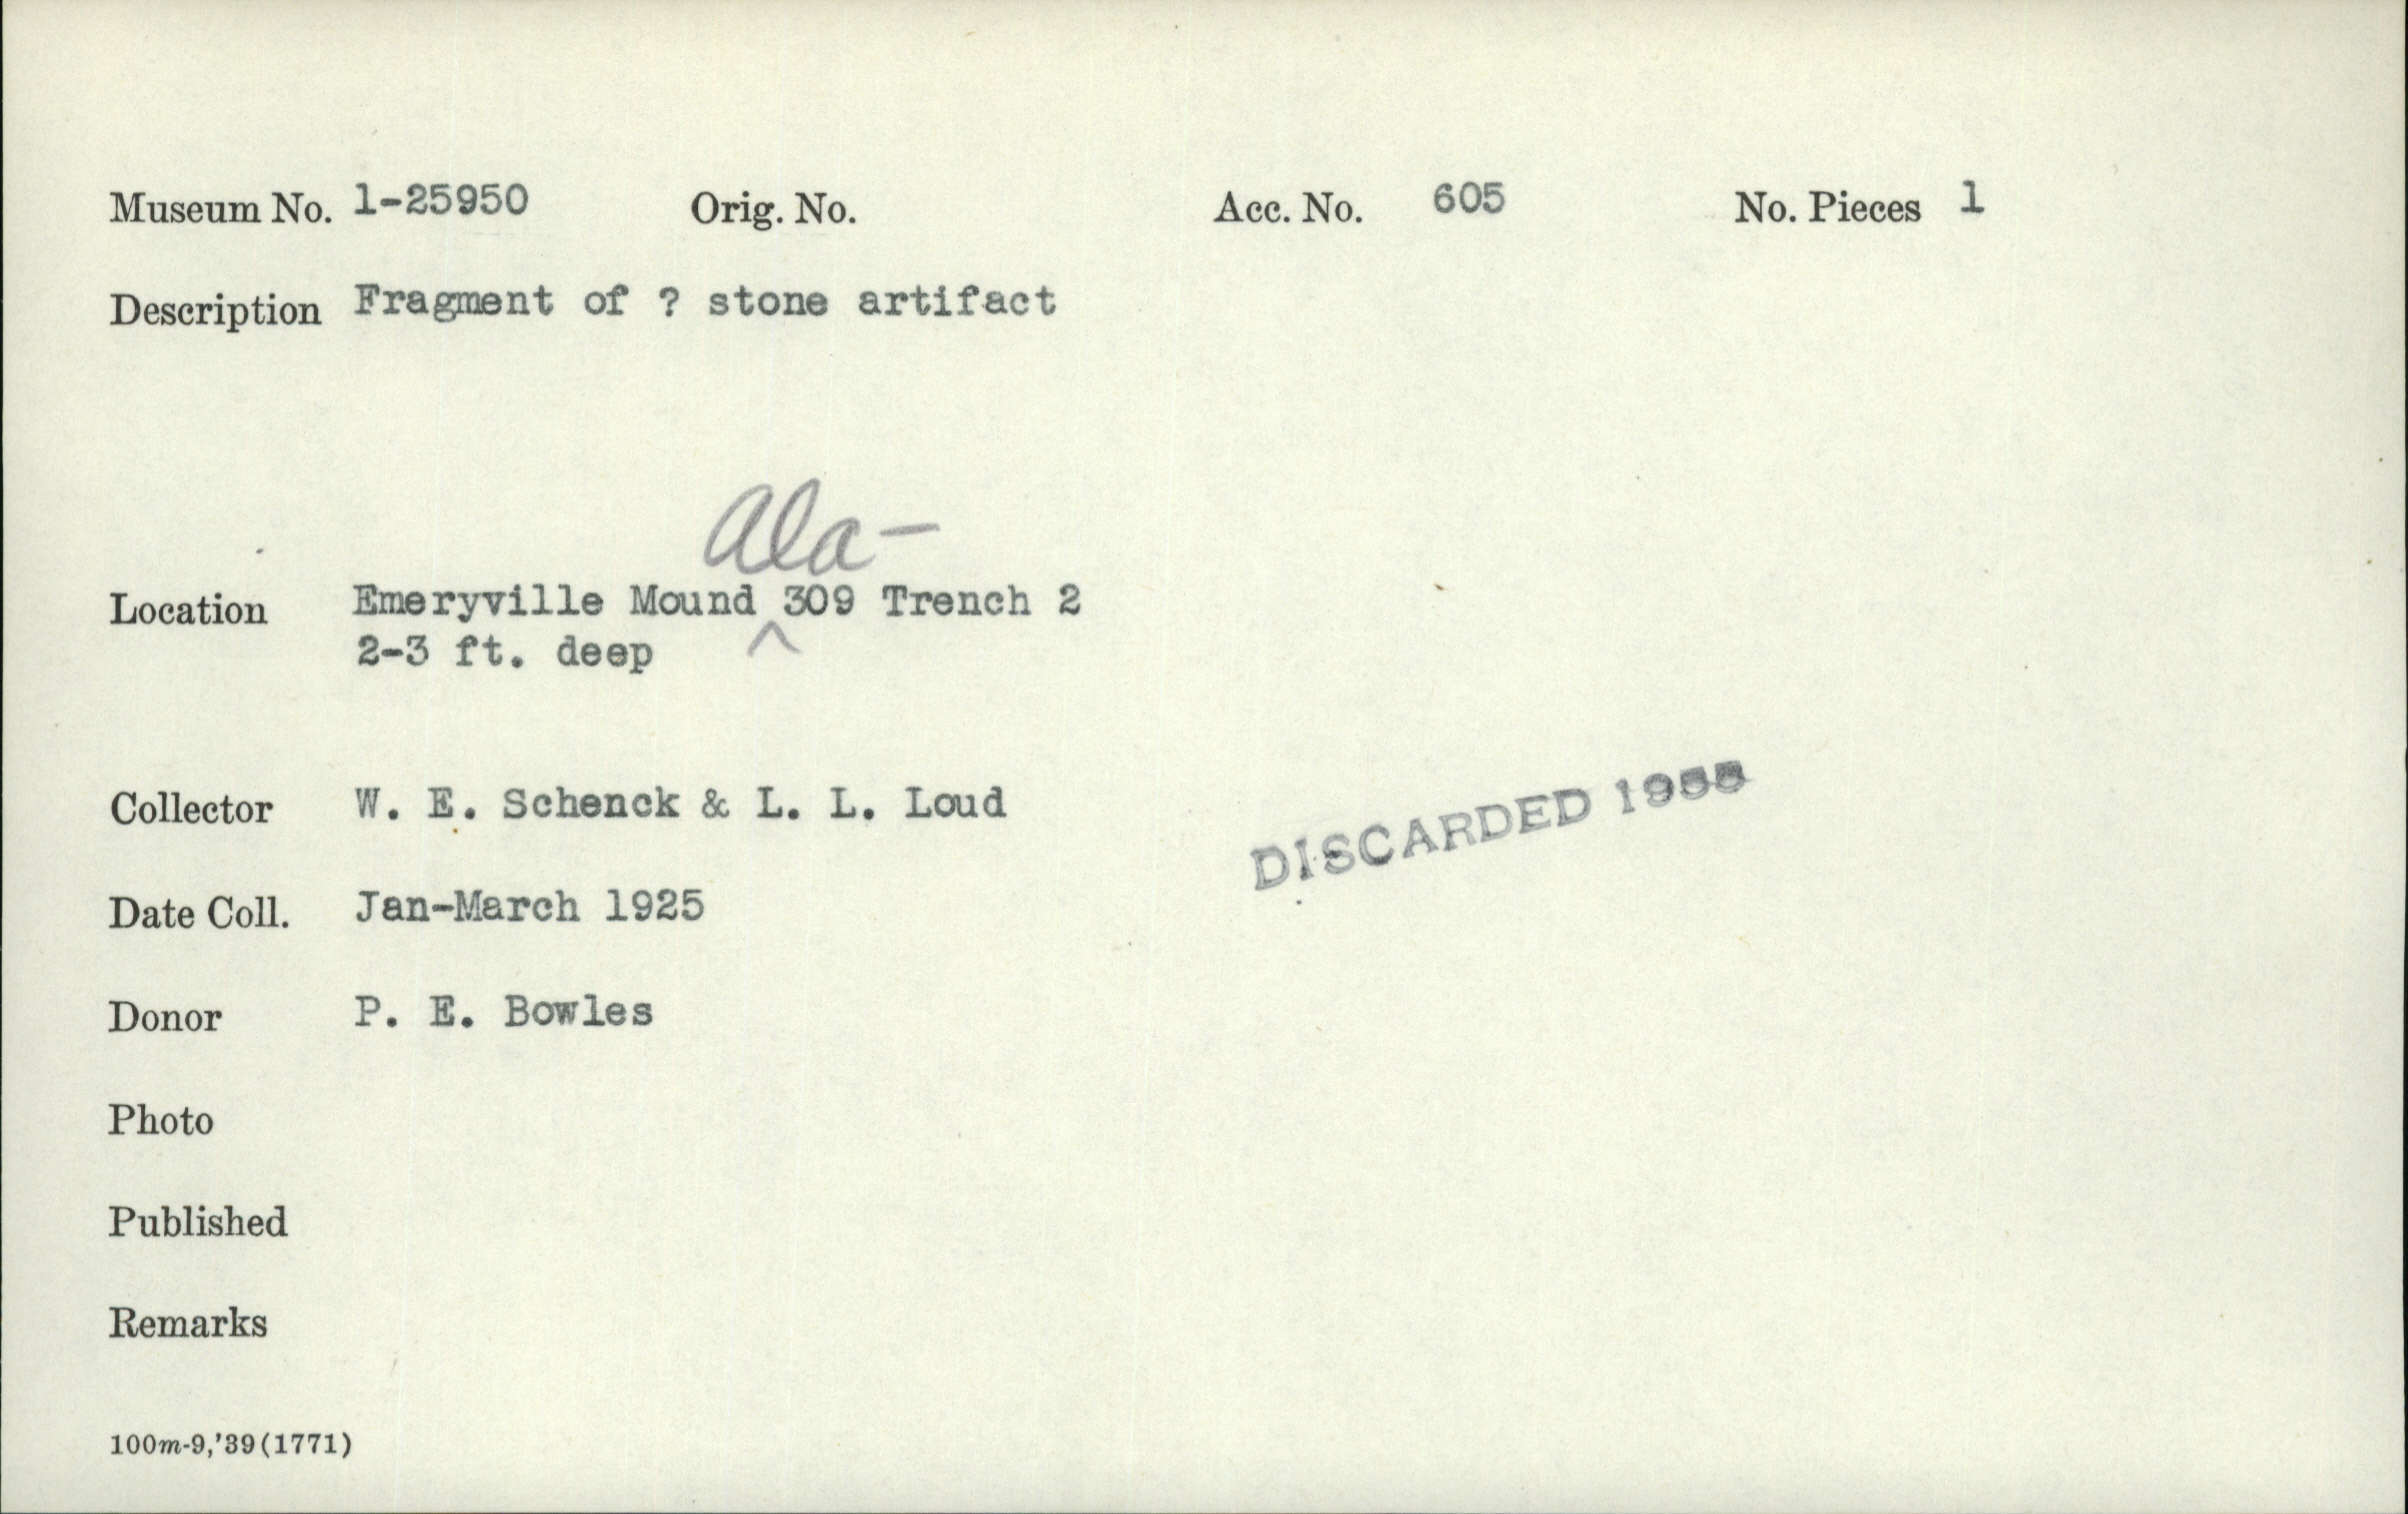 Museum No. 1-25950 Orig. No. Acc. No. 605 No. Pieces 1
Description Fragment of ? stone artifact
Ala-
Location Emeryville Mound ^ 309 Trench 2
2-3 ft. deep
Collector W. E. Schenck & L. L. Loud
DISCARDED 1955
Date Coll. Jan-March 1925
Donor P. E. Bowles
Photo
Published
Remarks
100m-9,'39(1771)